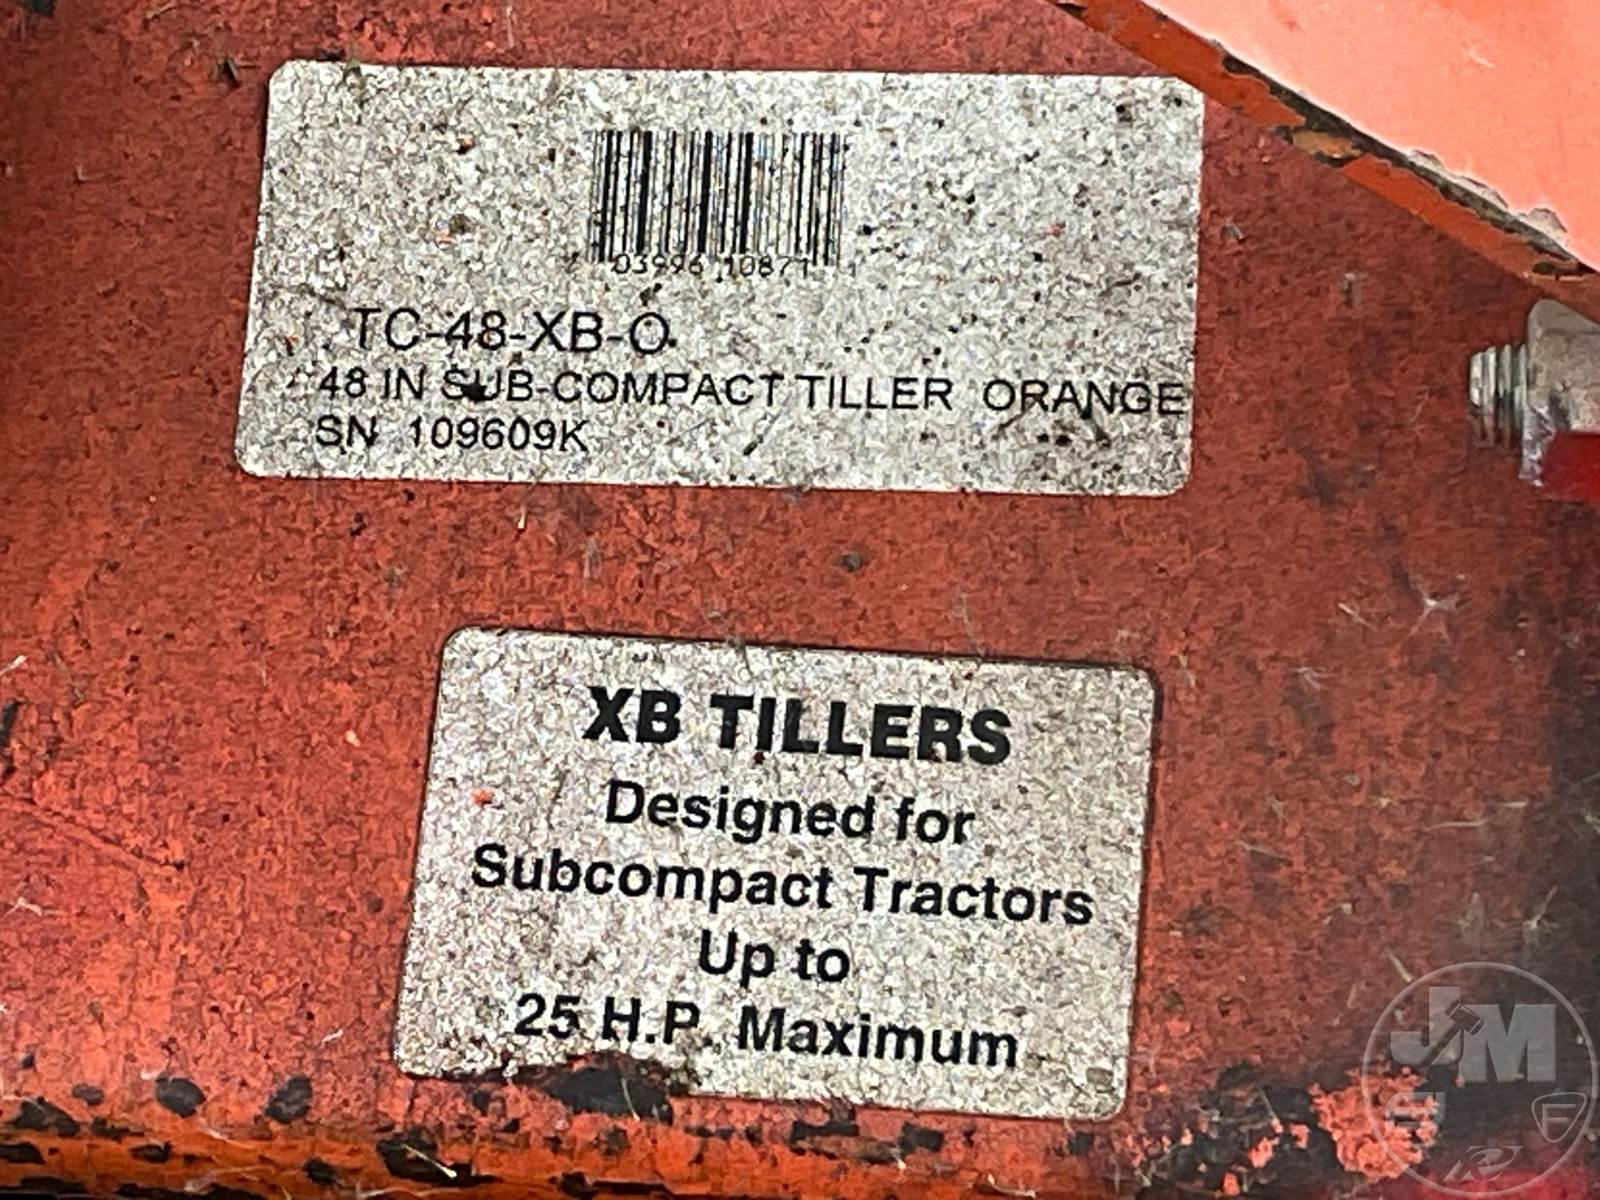 03996 10871
TC-48-XB-O
48 IN SUB-COMPACT TILLER ORANGE
SN 109609K
XB TILLERS
Designed for
Subcompact Tractors
Up to
25 H.P. Maximum
JM